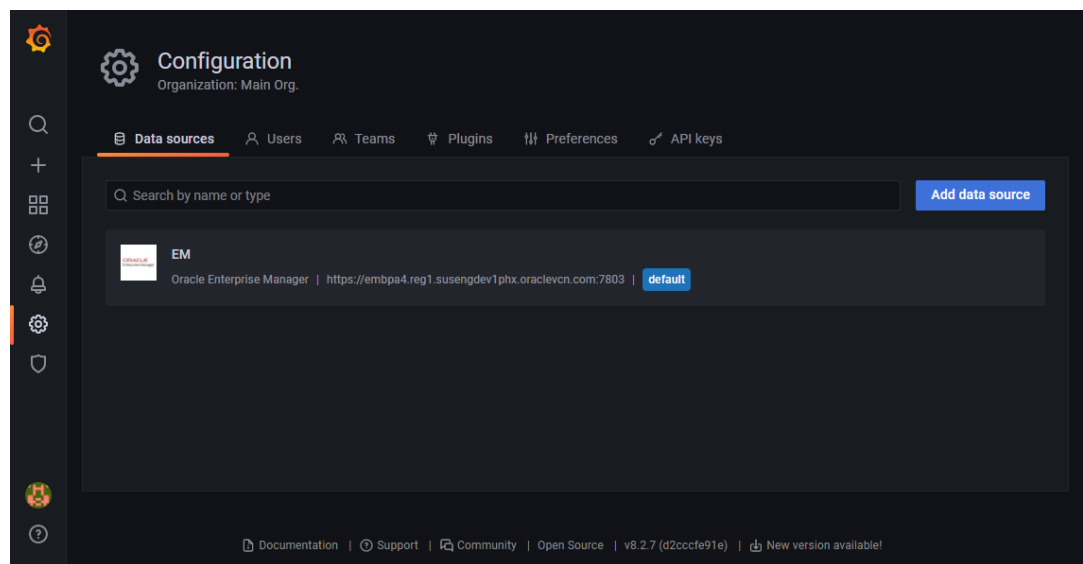 Configuration
Organization: Main Org.
Data sources Users Teams Plugins Preferences API keys
Search by name or type Add data source
EM
ORACLE
Oracle Enterprise Manager | https://embpa4.reg1.susengdev1phx.oraclevcn.com:7803 | default
Documentation | Support | Community | Open Source | v8.2.7 (d2cccfe91e) | New version available!